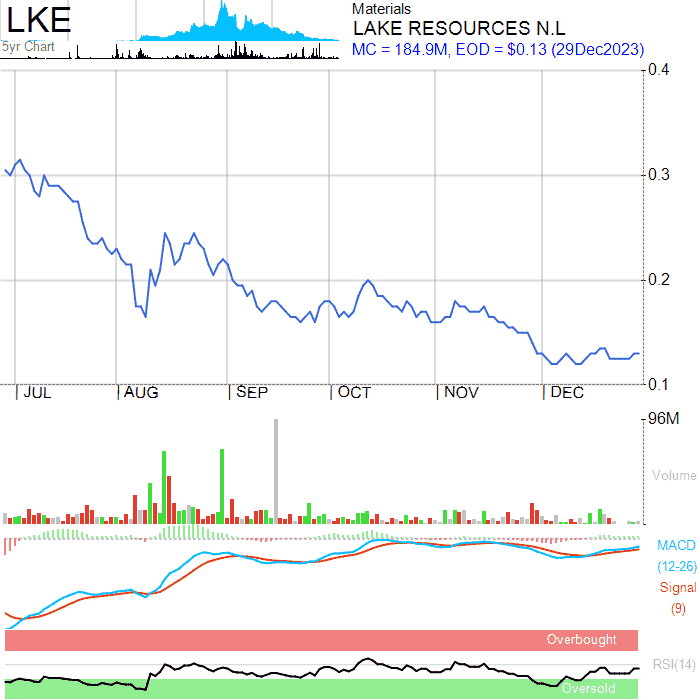 LKE
5yr Chart
Materials
LAKE RESOURCES N.L
MC = 184.9M, EOD = $0.13 (29Dec2023)
0.4
0.3
0.2
0.1
JUL AUG SEP OCT NOV DEC
96M
Volume
MACD
(12-26)
Signal
(9)
Overbought
RSI(14)
Oversold